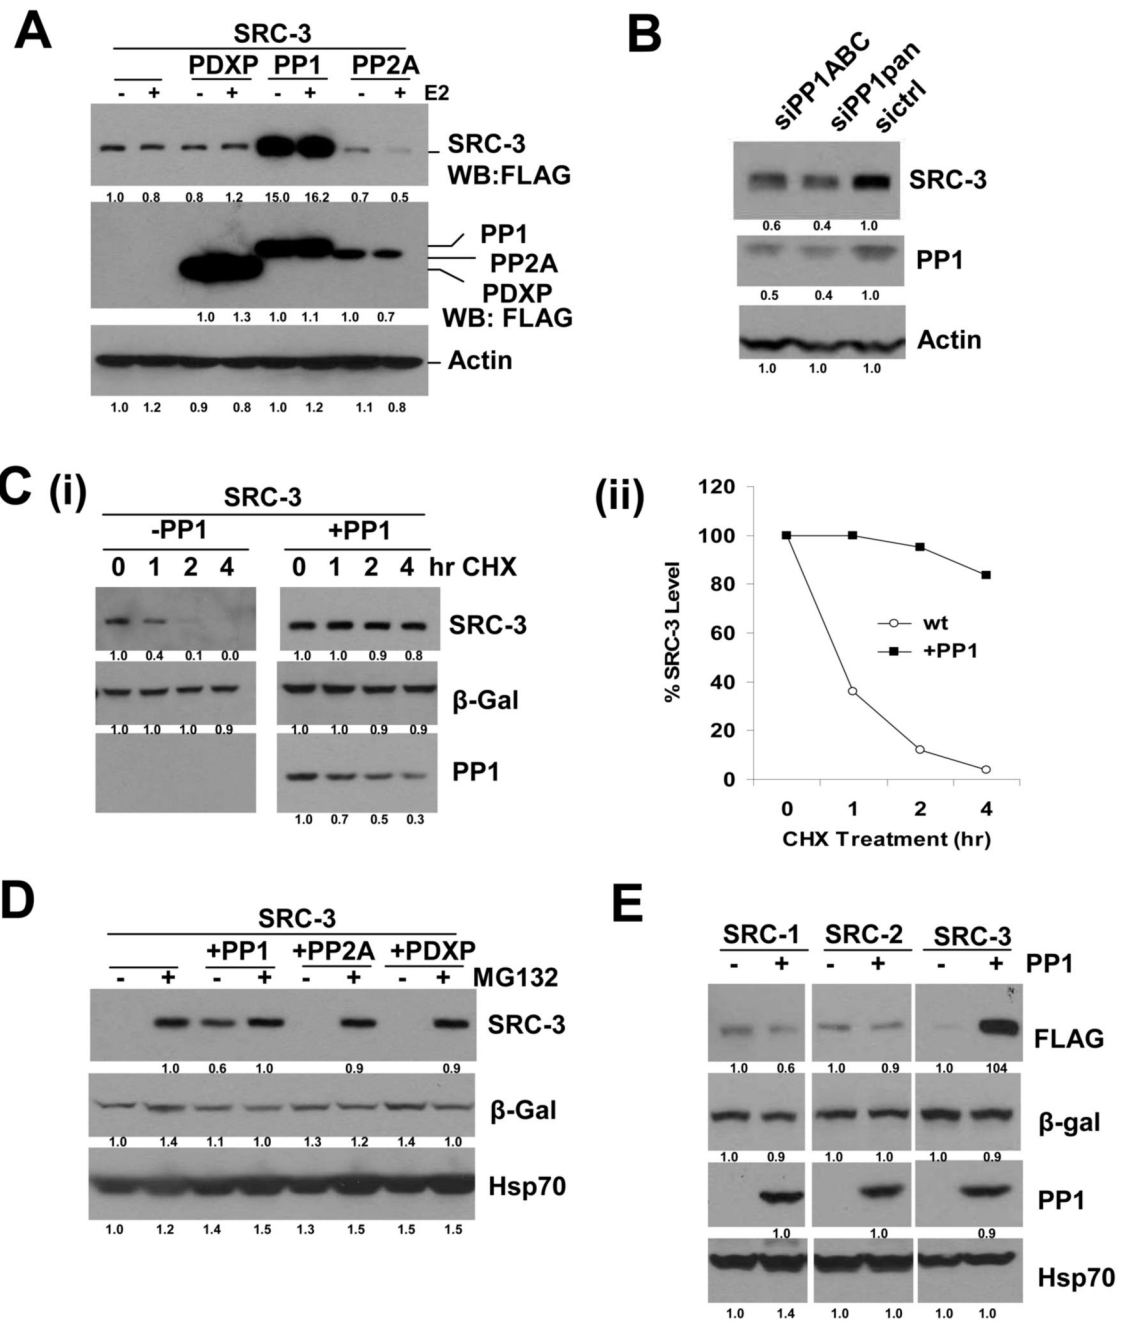 A
SRC-3
PDXP PP1 PP2A
- + - + - + - + E2
SRC-3
WB:FLAG
1.0 0.8 0.8 1.2 15.0 16.2 0.7 0.5
PP1
PP2A
PDXP
1.0 1.3 1.0 1.1 1.0 0.7
WB: FLAG
Actin
1.0 1.2 0.9 0.8 1.0 1.2 1.1 0.8
B
siPP1ABC
siPP1pan
sictrl
SRC-3
0.6 0.4 1.0
PP1
0.5 0.4 1.0
Actin
1.0 1.0 1.0
C (i)
SRC-3
-PP1 +PP1
0 1 2 4 0 1 2 4 hr CHX
SRC-3
1.0 0.4 0.1 0.0 1.0 1.0 0.9 0.8
β-Gal
1.0 1.0 1.0 0.9 1.0 1.0 0.9 0.9
PP1
1.0 0.7 0.5 0.3
(ii)
120
100
80
60
40
20
0
% SRC-3 Level
wt
+PP1
0 1 2 4
CHX Treatment (hr)
D
SRC-3
+PP1 +PP2A +PDXP
- + - + - + - + MG132
SRC-3
1.0 0.6 1.0 0.9 0.9
β-Gal
1.0 1.4 1.1 1.0 1.3 1.2 1.4 1.0
Hsp70
1.0 1.2 1.4 1.5 1.3 1.5 1.5 1.5
E
SRC-1 SRC-2 SRC-3
- + - + - + PP1
FLAG
1.0 0.6 1.0 0.9 1.0 104
β-gal
1.0 0.9 1.0 1.0 1.0 0.9
PP1
1.0 1.0 0.9
Hsp70
1.0 1.4 1.0 1.0 1.0 1.0